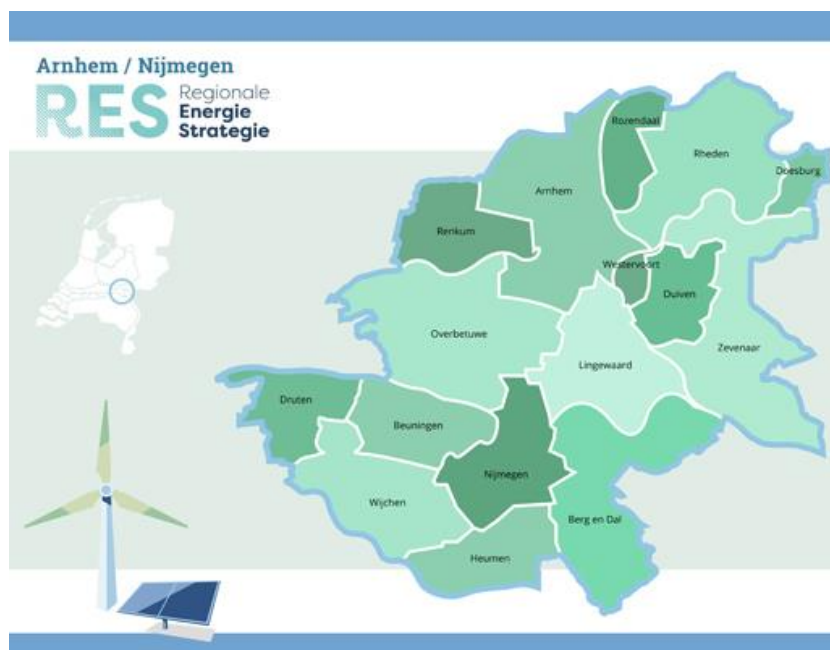 Arnhem / Nijmegen
RES Regionale
Energie
Strategie
Rozendaal
Rheden
Doesburg
Arnhem
Renkum
Westervoort
Duiven
Overbetuwe
Zevenaar
Lingewaard
Druten
Beuningen
Nijmegen
Wijchen
Berg en Dal
Heumen